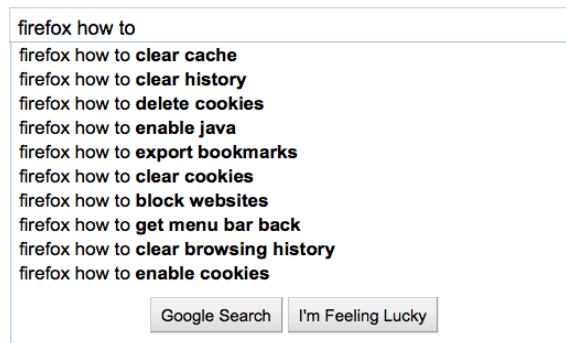 firefox how to
firefox how to clear cache
firefox how to clear history
firefox how to delete cookies
firefox how to enable java
firefox how to export bookmarks
firefox how to clear cookies
firefox how to block websites
firefox how to get menu bar back
firefox how to clear browsing history
firefox how to enable cookies
Google Search I'm Feeling Lucky